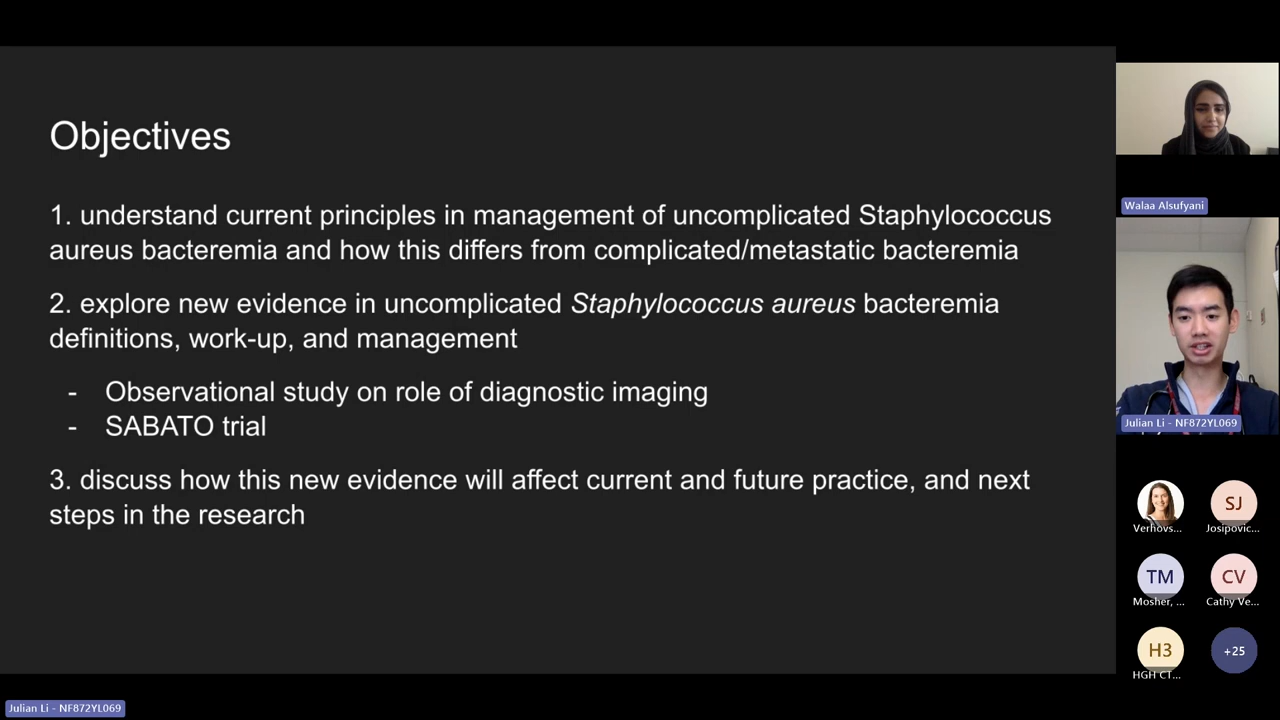 Objectives
1. understand current principles in management of uncomplicated Staphylococcus
aureus bacteremia and how this differs from complicated/metastatic bacteremia
2. explore new evidence in uncomplicated Staphylococcus aureus bacteremia
definitions, work-up, and management
- Observational study on role of diagnostic imaging
- SABATO trial
3. discuss how this new evidence will affect current and future practice, and next
steps in the research
Walaa Alsufyani
Julian Li - NF872YL069
Verhovs...
SJ
Josipovic...
TM
Mosher, ...
CV
Cathy Ve...
H3
HGH CT...
+25
Julian Li - NF872YL069